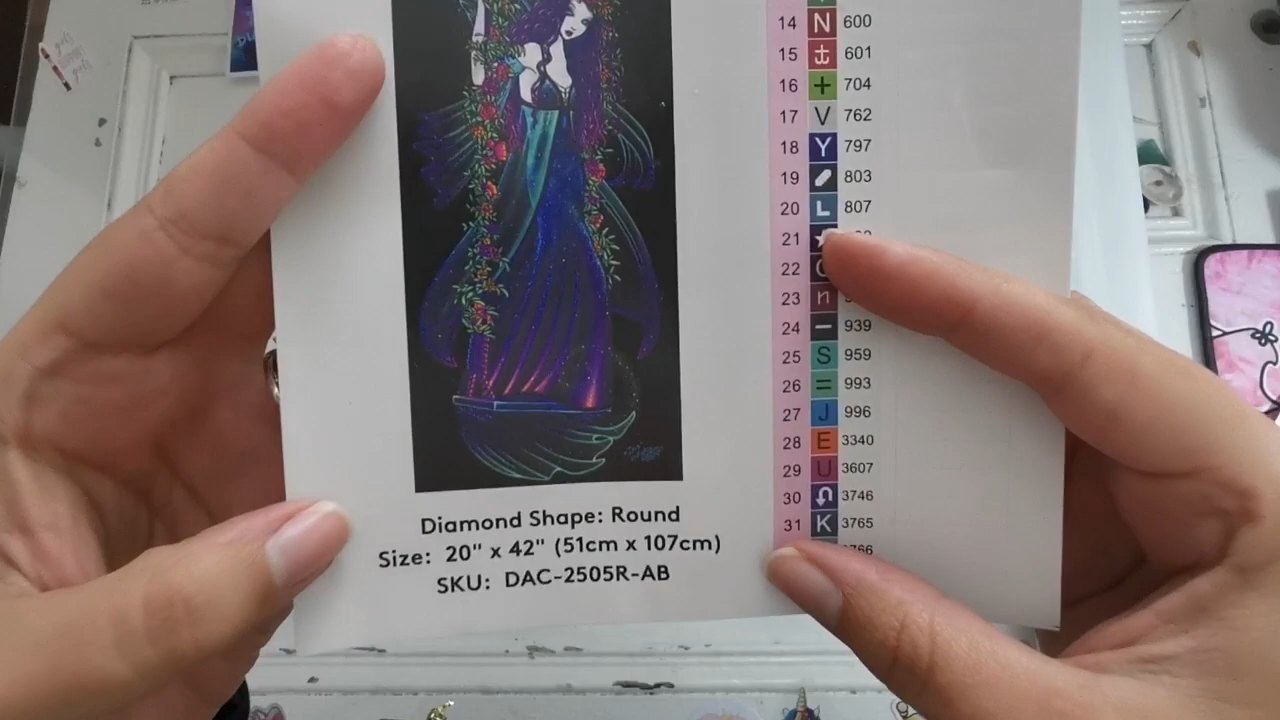 14 N 600
15 601
16 + 704
17 V 762
18 Y 797
19 803
20 L 807
21
22
23 n
24 – 939
25 S 959
26 = 993
27 J 996
28 E 3340
29 U 3607
30 3746
31 K 3765
Diamond Shape: Round
Size: 20" x 42" (51cm x 107cm)
SKU: DAC-2505R-AB